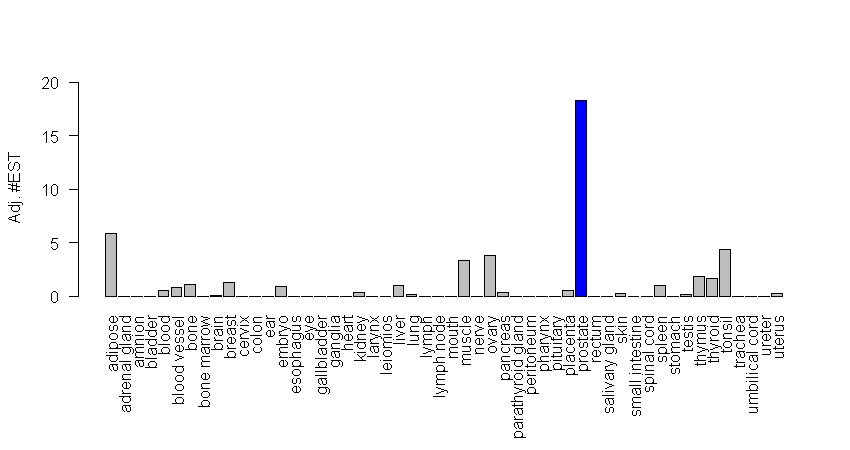 Adj. #EST
20
15
10
5
0
adipose
adrenal gland
amnion
bladder
blood
blood vessel
bone
bone marrow
brain
breast
cervix
colon
ear
embryo
esophagus
eye
gallbladder
ganglia
heart
kidney
larynx
leiomios
liver
lung
lymph
lymph node
mouth
muscle
nerve
ovary
pancreas
parathyroid gland
peritoneum
pharynx
pituitary
placenta
prostate
rectum
salivary gland
skin
small intestine
spinal cord
spleen
stomach
testis
thymus
thyroid
tonsil
trachea
umbilical cord
ureter
uterus